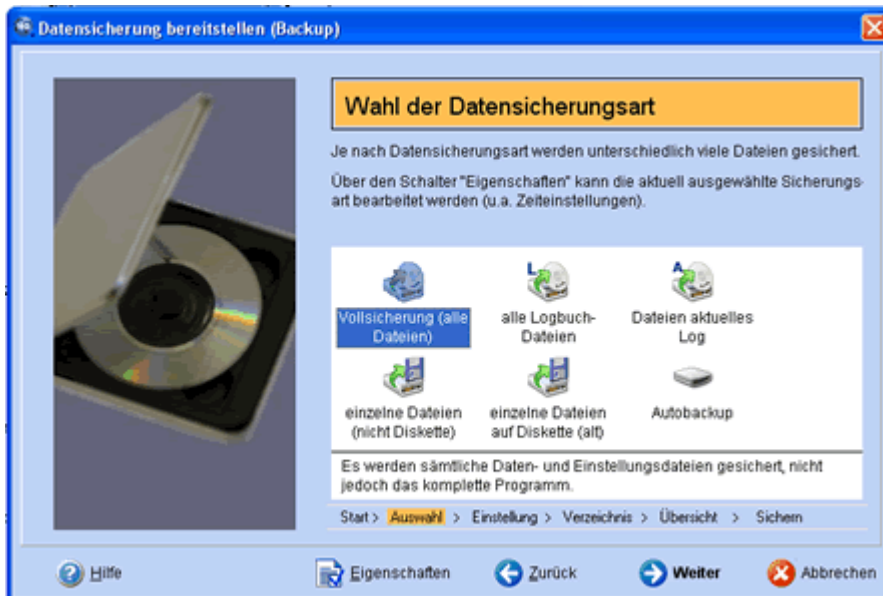 Datensicherung bereitstellen (Backup)
Wahl der Datensicherungsart
Je nach Datensicherungsart werden unterschiedlich viele Dateien gesichert.
Über den Schalter "Eigenschaften" kann die aktuell ausgewählte Sicherungs-
art bearbeitet werden (u.a. Zeiteinstellungen).
Vollsicherung (alle
Dateien)
alle Logbuch-
Dateien
Dateien aktuelles
Log
einzelne Dateien
(nicht Diskette)
einzelne Dateien
auf Diskette (alt)
Autobackup
Es werden sämtliche Daten- und Einstellungsdateien gesichert, nicht
jedoch das komplette Programm.
Start > Auswahl > Einstellung > Verzeichnis > Übersicht > Sichern
Hilfe Eigenschaften Zurück Weiter Abbrechen